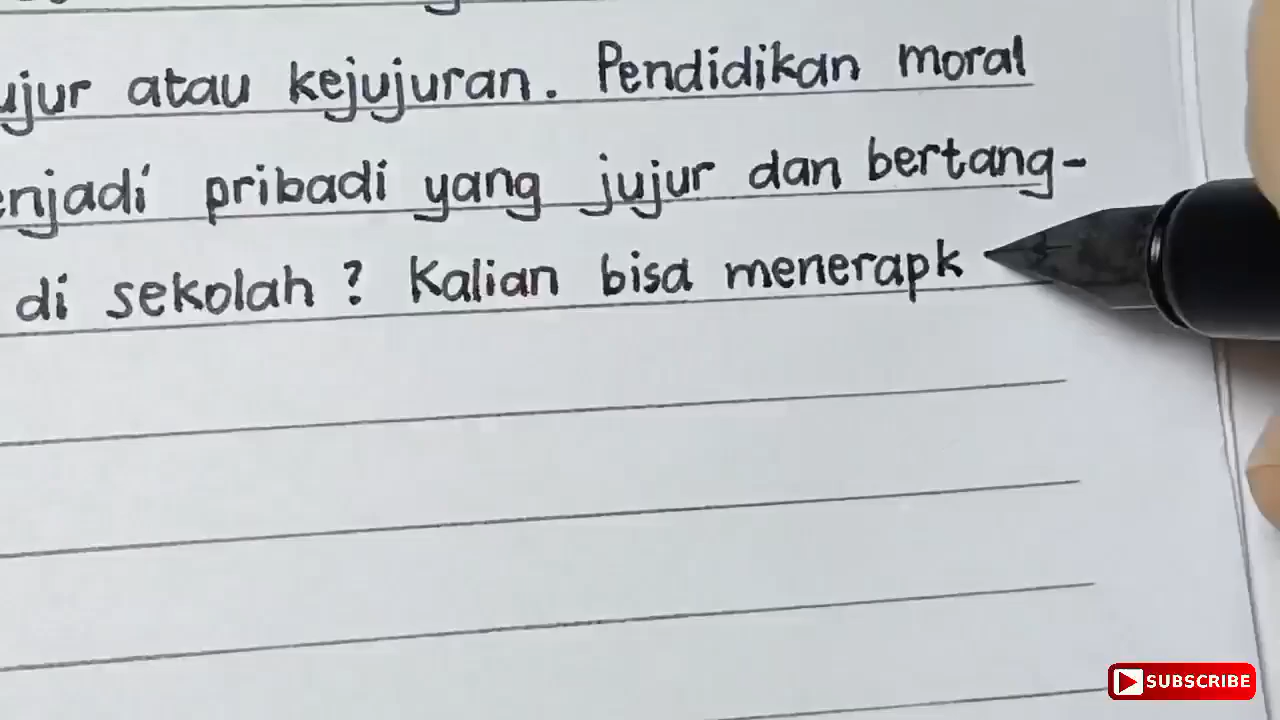 ujur atau kejujuran. Pendidikan moral
enjadi pribadi yang jujur dan bertang-
di sekolah? Kalian bisa menerapk
SUBSCRIBE